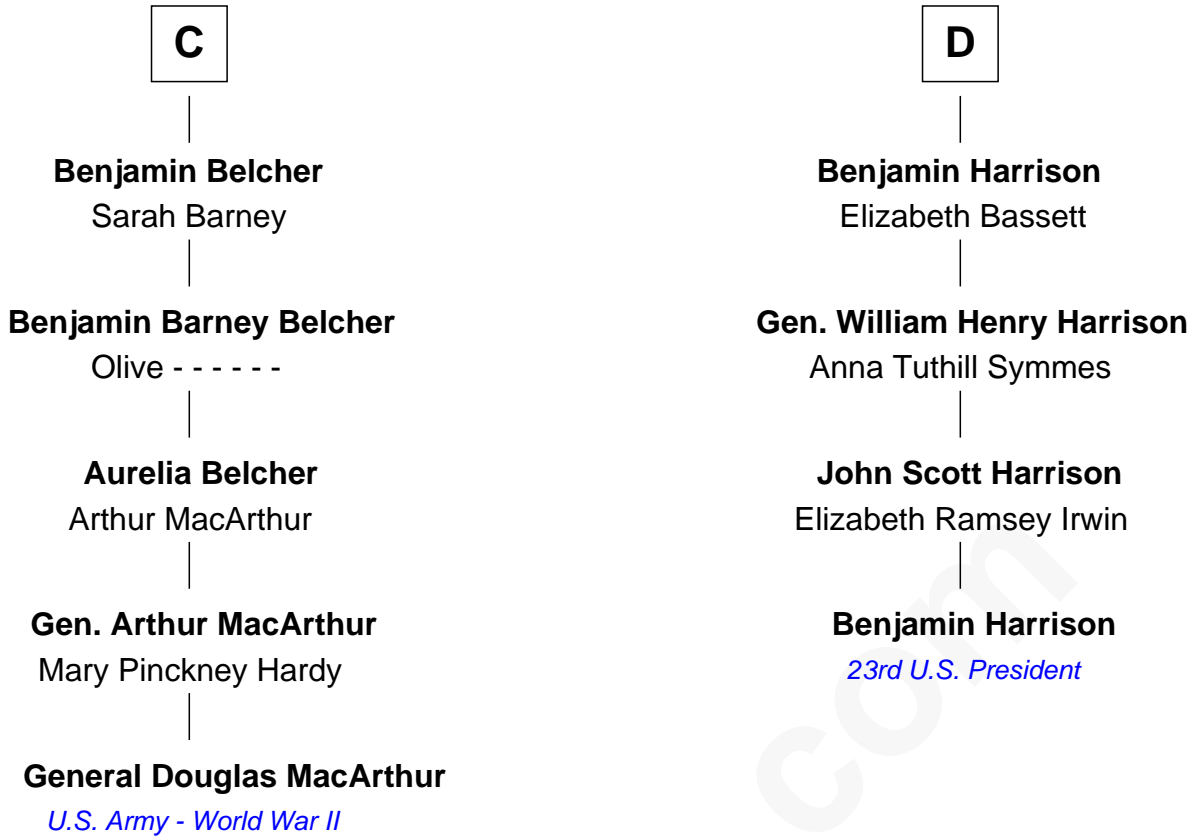 C
Benjamin Belcher
Sarah Barney
Benjamin Barney Belcher
Olive - - - - - -
Aurelia Belcher
Arthur MacArthur
Gen. Arthur MacArthur
Mary Pinckney Hardy
General Douglas MacArthur
U.S. Army - World War II
D
Benjamin Harrison
Elizabeth Bassett
Gen. William Henry Harrison
Anna Tuthill Symmes
John Scott Harrison
Elizabeth Ramsey Irwin
Benjamin Harrison
23rd U.S. President
com